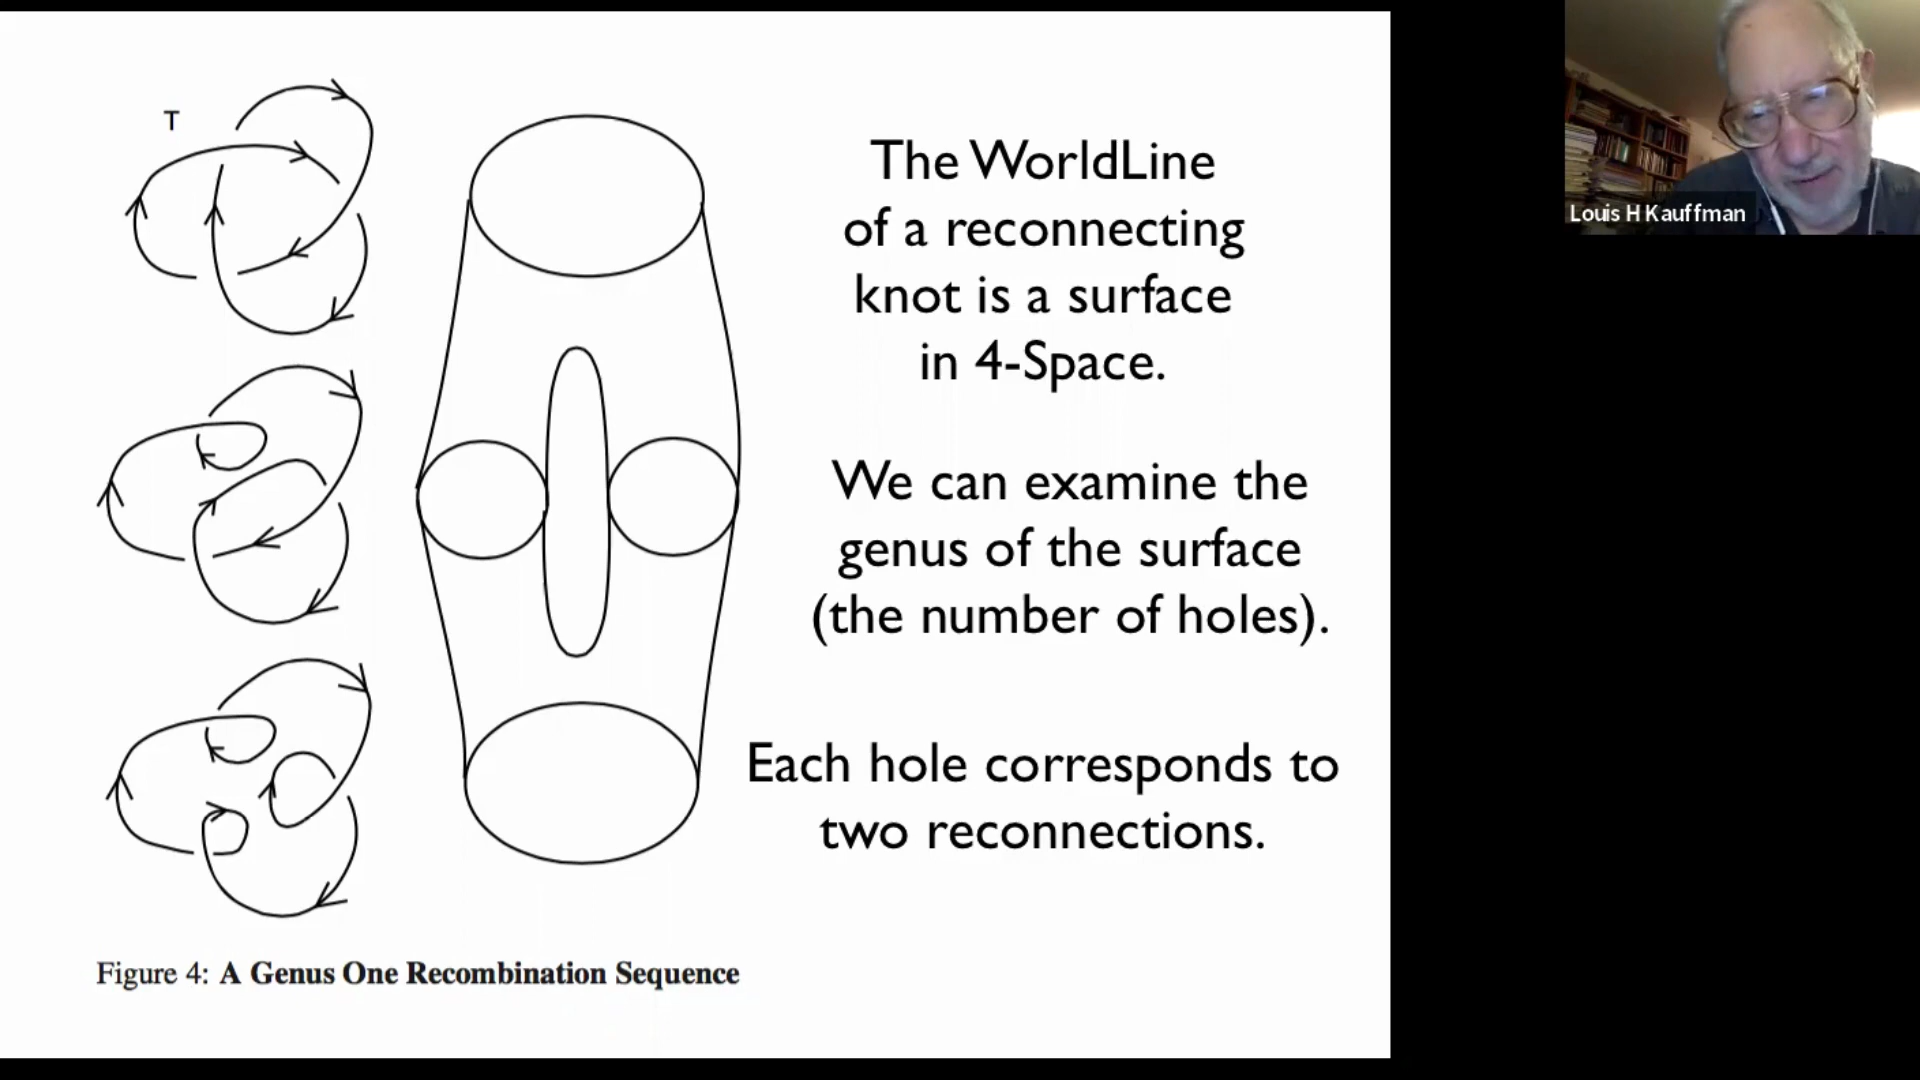 T
The WorldLine
of a reconnecting
knot is a surface
in 4-Space.
We can examine the
genus of the surface
(the number of holes).
Each hole corresponds to
two reconnections.
Figure 4: A Genus One Recombination Sequence
Louis H Kauffman